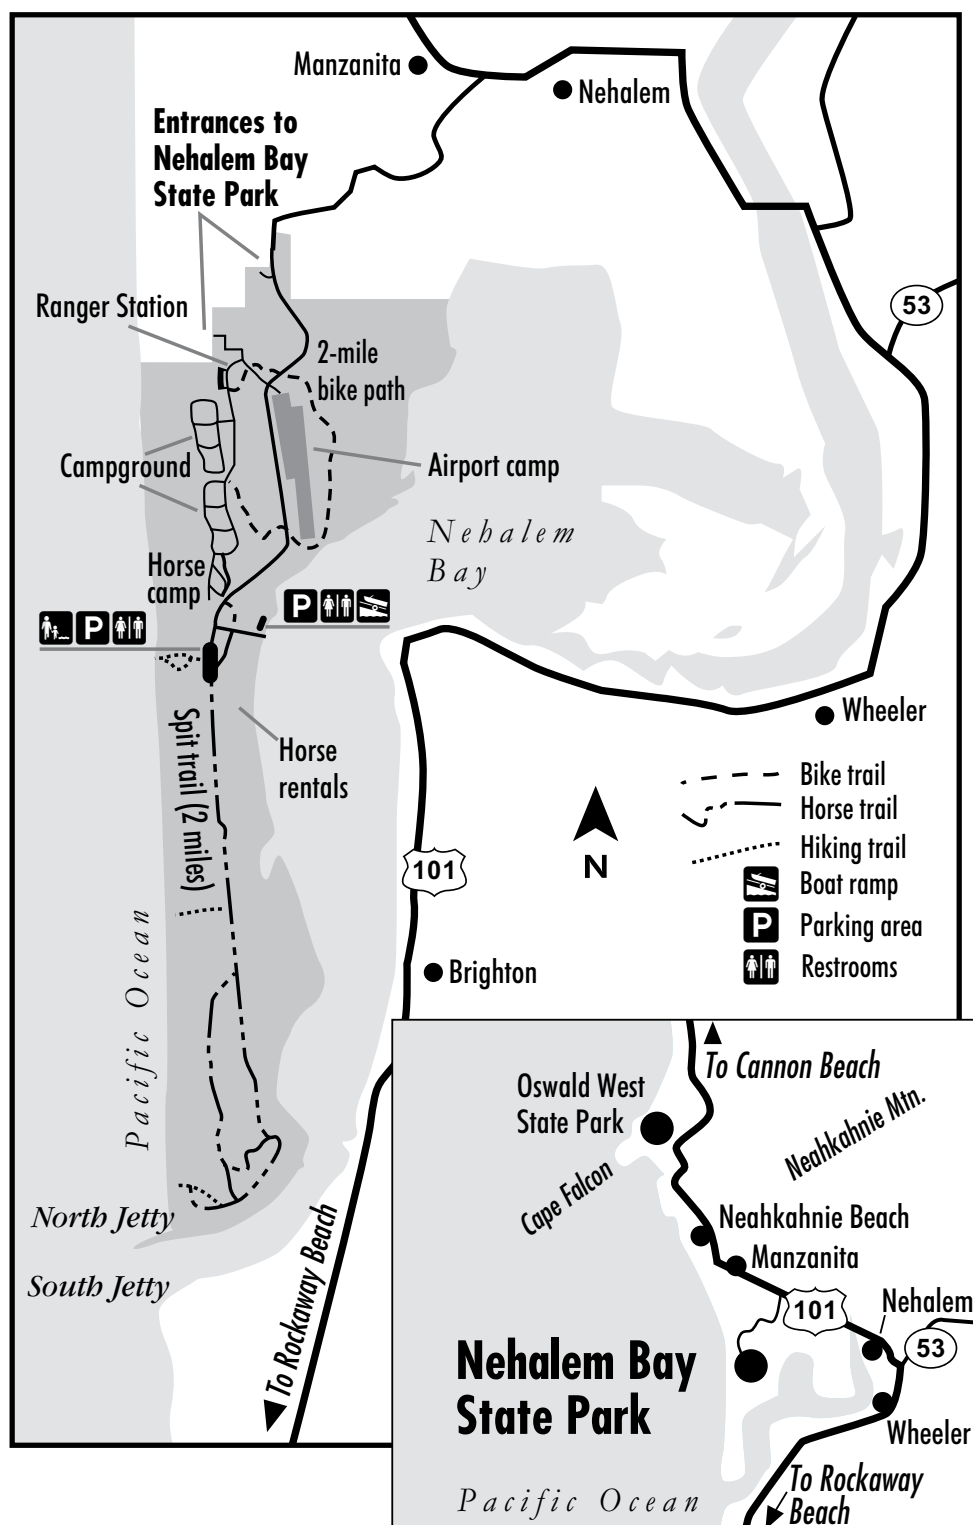 Manzanita
Nehalem
Entrances to
Nehalem Bay
State Park
53
Ranger Station
2-mile
bike path
Campground
Airport camp
Nehalem
Bay
Horse
camp
P
P
Wheeler
Spit trail (2 miles)
Horse
rentals
Bike trail
Horse trail
Hiking trail
Boat ramp
P
Parking area
Restrooms
N
101
Brighton
Pacific Ocean
North Jetty
South Jetty
To Rockaway Beach
To Cannon Beach
Oswald West
State Park
Neahkahnie Mtn.
Cape Falcon
Neahkahnie Beach
Manzanita
101
Nehalem
53
Nehalem Bay
State Park
Wheeler
To Rockaway
Beach
Pacific Ocean